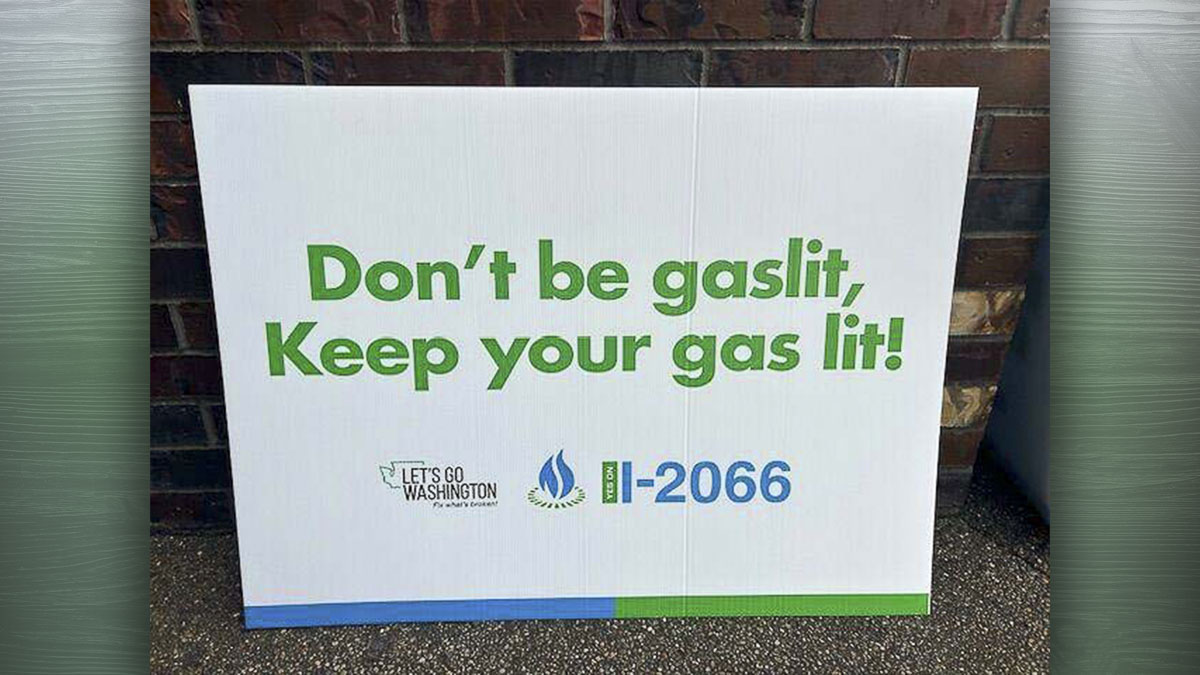 Don't be gaslit,
Keep your gas lit!
LET'S GO
WASHINGTON
Fix what's broken!
YES ON
I-2066